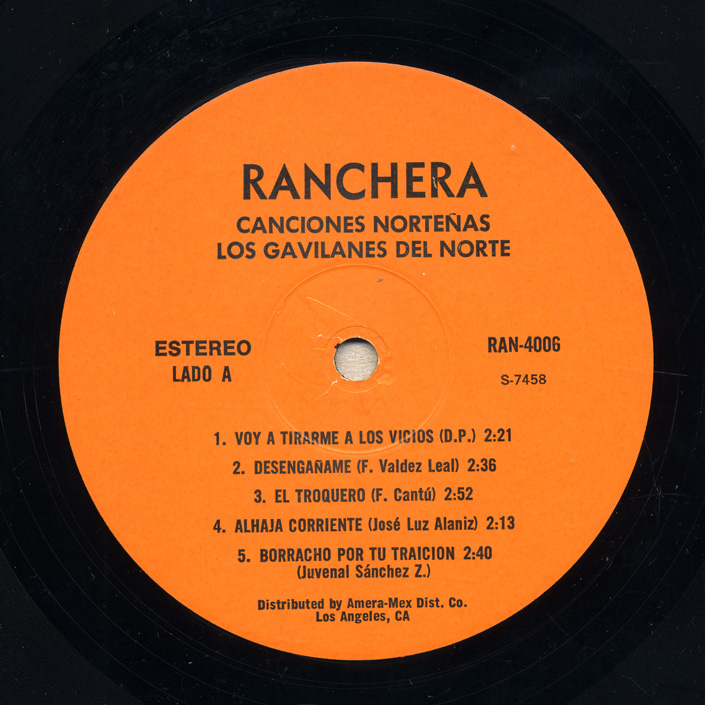 RANCHERA
CANCIONES NORTEÑAS
LOS GAVILANES DEL NORTE
ESTEREO
LADO A
RAN-4006
S-7458
1. VOY A TIRARME A LOS VICIOS (D.P.) 2:21
2. DESENGAÑAME (F. Valdez Leal) 2:36
3. EL TROQUERO (F. Cantú) 2:52
4. ALHAJA CORRIENTE (José Luz Alaniz) 2:13
5. BORRACHO POR TU TRAICION 2:40
(Juvenal Sánchez Z.)
Distributed by Amera-Mex Dist. Co.
Los Angeles, CA